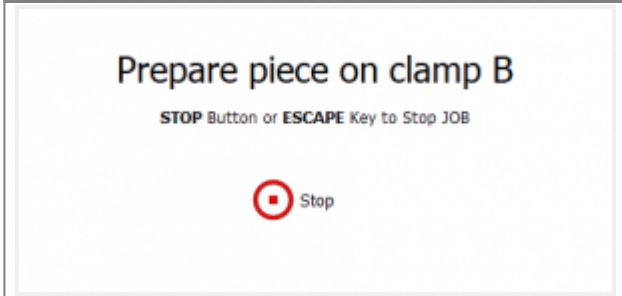 Prepare piece on clamp B
STOP Button or ESCAPE Key to Stop JOB
Stop